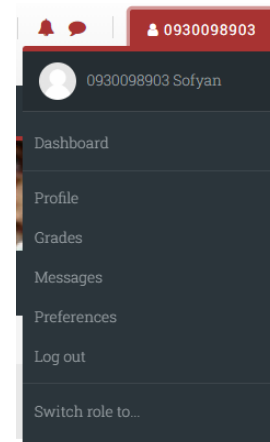 0930098903
0930098903 Sofyan
Dashboard
Profile
Grades
Messages
Preferences
Log out
Switch role to...